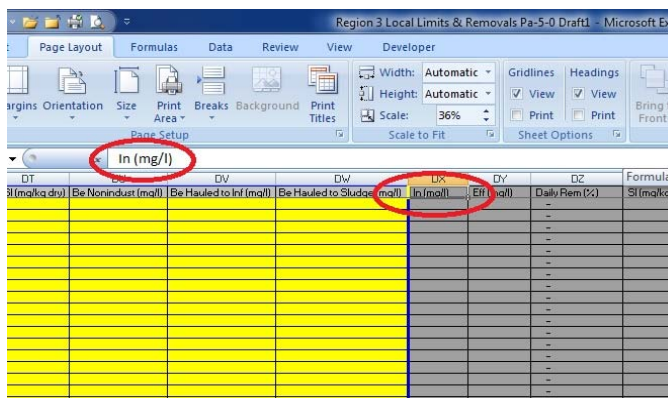 Region 3 Local Limits & Removals Pa-5-0 Draft1 - Microsoft Ex
Page Layout Formulas Data Review View Developer
Width: Automatic Gridlines Headings
Height: Automatic View View
argins Orientation Size Print Area Breaks Background Print Titles Scale: 36% Print Print Bring Front
Page Setup Scale to Fit Sheet Options
In (mg/l)
DT DU DV DW DX DY DZ Formula
SI (mg/kg dry) Be Nonindust (mg/l) Be Hauled to Inf (mg/l) Be Hauled to Sludge (mg/l) In (mg/l) Eff (mg/l) Daily Rem (%) SI (mg/kg